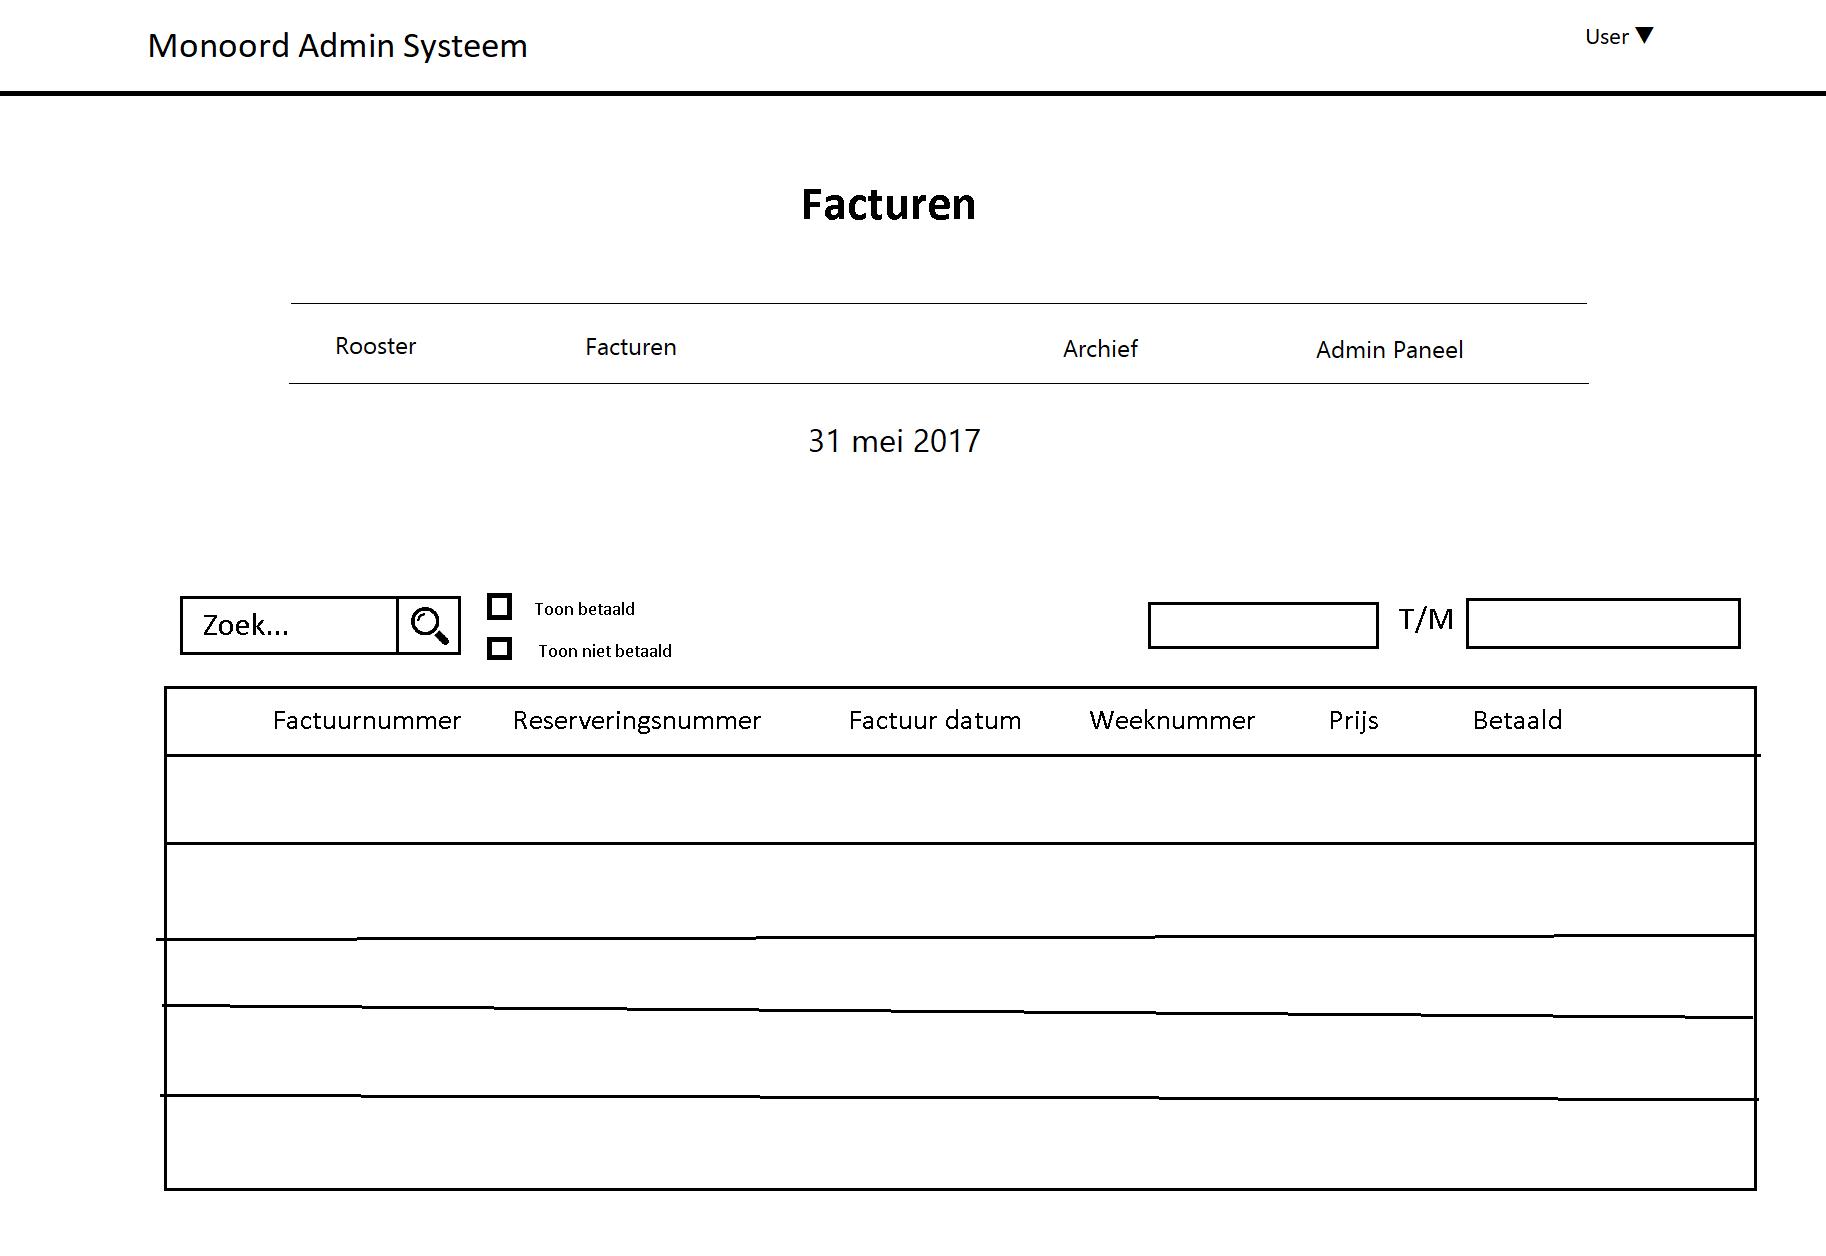 Monoord Admin Systeem
User ▼
Facturen
Rooster Facturen Archief Admin Paneel
31 mei 2017
Zoek...
Toon betaald
Toon niet betaald
T/M
Factuurnummer Reserveringsnummer Factuur datum Weeknummer Prijs Betaald